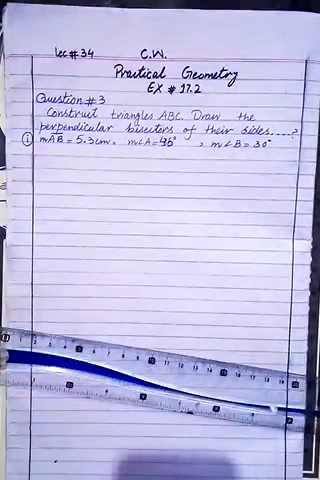 Lec # 34 C.W.
Practical Geometry
EX # 17.2
Question # 3
Construct triangles ABC. Draw the
perpendicular bisectors of their sides....?
i mAB = 5.3cm, m∠A = 45° , m∠B = 30°